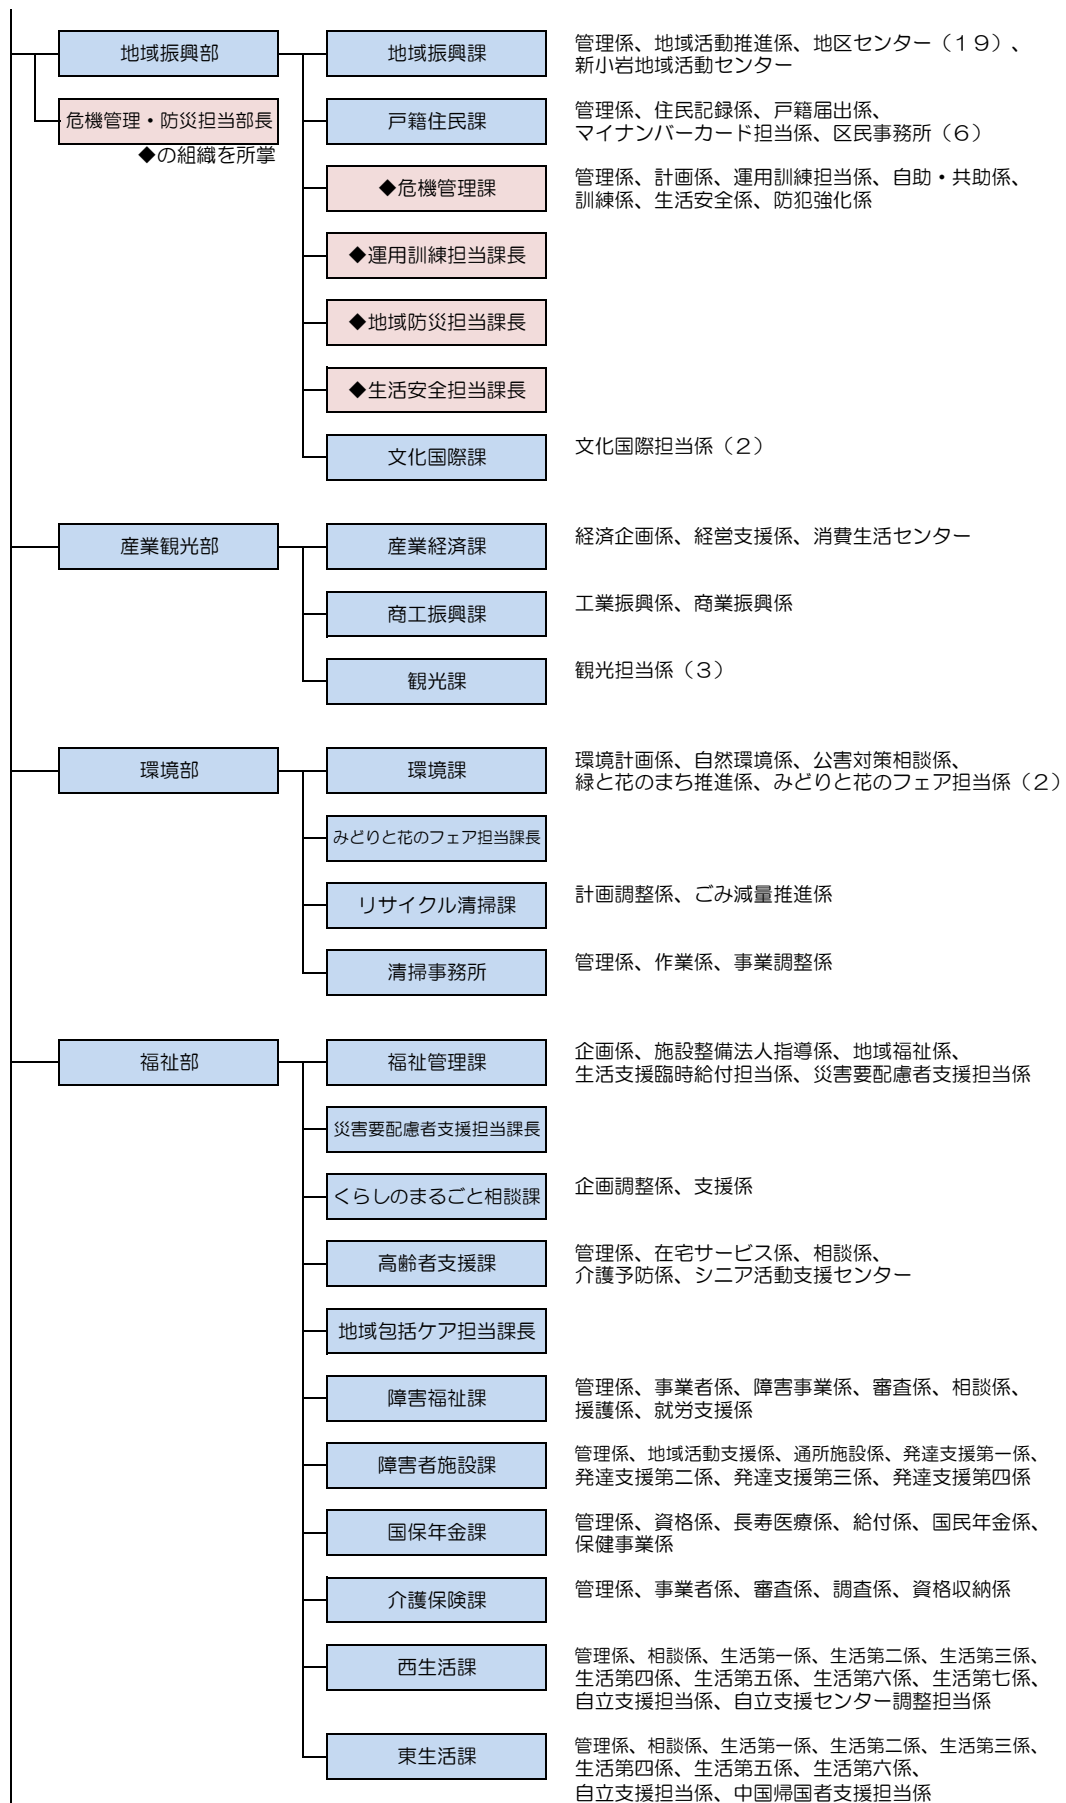 地域振興部
地域振興課
管理係、地域活動推進係、地区センター（１９）、
新小岩地域活動センター
危機管理・防災担当部長
◆の組織を所掌
戸籍住民課
管理係、住民記録係、戸籍届出係、
マイナンバーカード担当係、区民事務所（６）
◆危機管理課
管理係、計画係、運用訓練担当係、自助・共助係、
訓練係、生活安全係、防犯強化係
◆運用訓練担当課長
◆地域防災担当課長
◆生活安全担当課長
文化国際課
文化国際担当係（２）
産業観光部
産業経済課
経済企画係、経営支援係、消費生活センター
商工振興課
工業振興係、商業振興係
観光課
観光担当係（３）
環境部
環境課
環境計画係、自然環境係、公害対策相談係、
緑と花のまち推進係、みどりと花のフェア担当係（２）
みどりと花のフェア担当課長
リサイクル清掃課
計画調整係、ごみ減量推進係
清掃事務所
管理係、作業係、事業調整係
福祉部
福祉管理課
企画係、施設整備法人指導係、地域福祉係、
生活支援臨時給付担当係、災害要配慮者支援担当係
災害要配慮者支援担当課長
くらしのまるごと相談課
企画調整係、支援係
高齢者支援課
管理係、在宅サービス係、相談係、
介護予防係、シニア活動支援センター
地域包括ケア担当課長
障害福祉課
管理係、事業者係、障害事業係、審査係、相談係、
援護係、就労支援係
障害者施設課
管理係、地域活動支援係、通所施設係、発達支援第一係、
発達支援第二係、発達支援第三係、発達支援第四係
国保年金課
管理係、資格係、長寿医療係、給付係、国民年金係、
保健事業係
介護保険課
管理係、事業者係、審査係、調査係、資格収納係
西生活課
管理係、相談係、生活第一係、生活第二係、生活第三係、
生活第四係、生活第五係、生活第六係、生活第七係、
自立支援担当係、自立支援センター調整担当係
東生活課
管理係、相談係、生活第一係、生活第二係、生活第三係、
生活第四係、生活第五係、生活第六係、
自立支援担当係、中国帰国者支援担当係